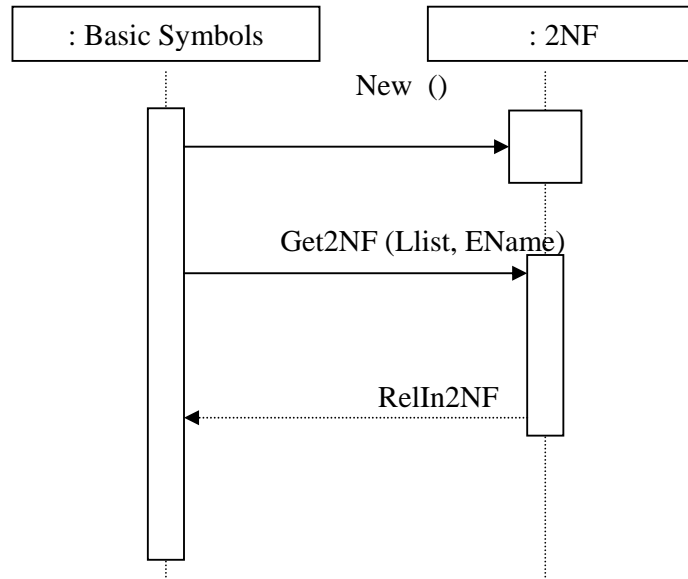 : Basic Symbols
: 2NF
New ()
Get2NF (Llist, EName)
RelIn2NF